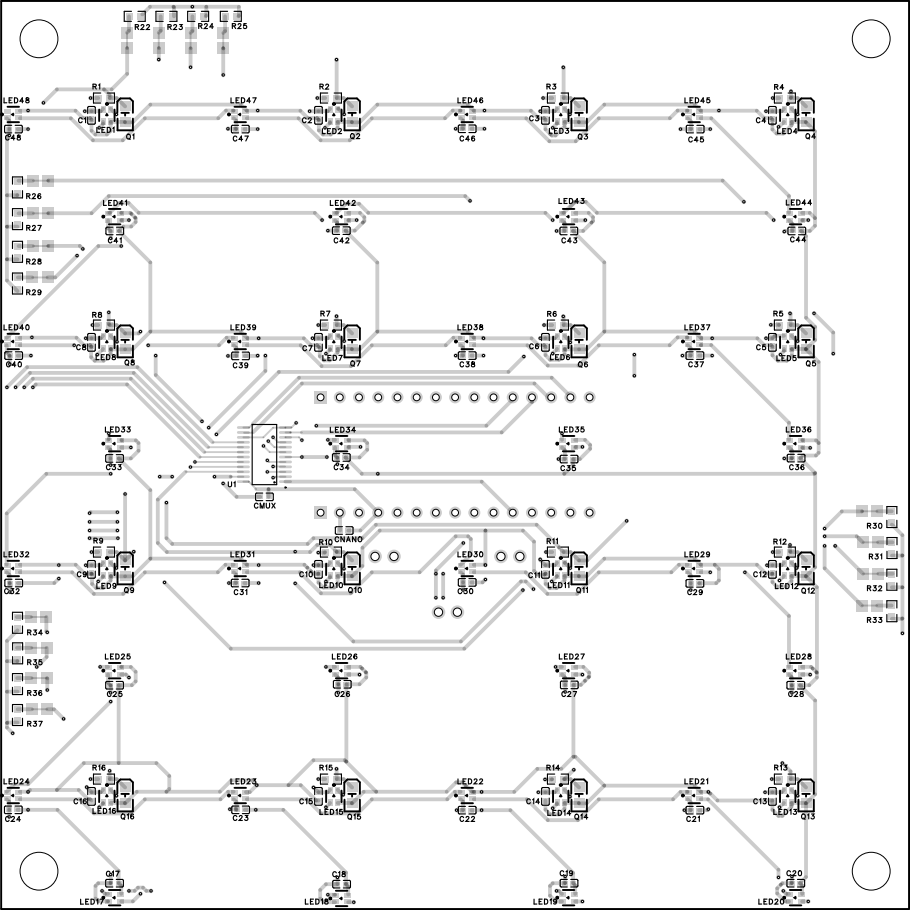 R22 R23 R24 R25
R1 R2 R3 R4
LED48 LED47 LED46 LED45
C1 C2 C3 C4
LED1 LED2 LED3 LED4
C48 Q1 C47 Q2 C46 Q3 C45 Q4
R26
LED41 LED42 LED43 LED44
R27
C41 C42 C43 C44
R28
R29
R8 R7 R6 R5
LED40 LED39 LED38 LED37
C8 C7 C6 C5
LED8 LED7 LED6 LED5
C40 Q8 C39 Q7 C38 Q6 C37 Q5
LED33 LED34 LED35 LED36
C33 C34 C35 C36
U1
CMUX
R30
CNANO
R9 R10 R11 R12
LED32 LED31 LED30 LED29 R31
C9 C10 C11 C12
LED9 LED10 LED11 LED12 R32
C32 Q9 C31 Q10 C30 Q11 C29 Q12
R33
R34
LED25 LED26 LED27 LED28
R35
C25 C26 C27 C28
R36
R37
R16 R15 R14 R13
LED24 LED23 LED22 LED21
C16 C15 C14 C13
LED16 LED15 LED14 LED13
C24 Q16 C23 Q15 C22 Q14 C21 Q13
C17 C18 C19 C20
LED17 LED18 LED19 LED20